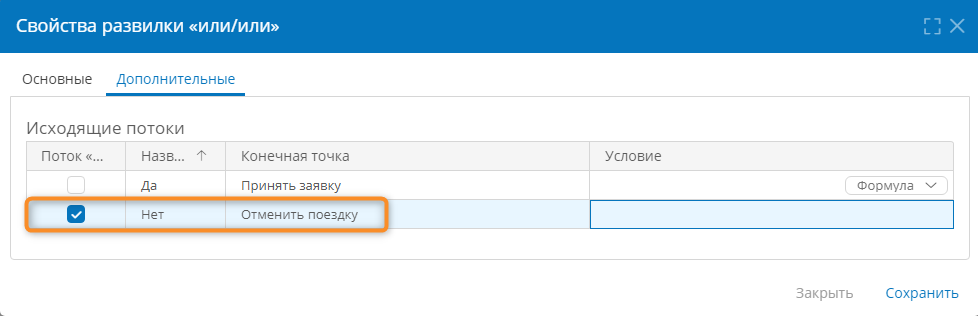 Свойства развилки «или/или»
Основные Дополнительные
Исходящие потоки
Поток «... Назв... Конечная точка Условие
Да Принять заявку Формула
Нет Отменить поездку
Закрыть Сохранить